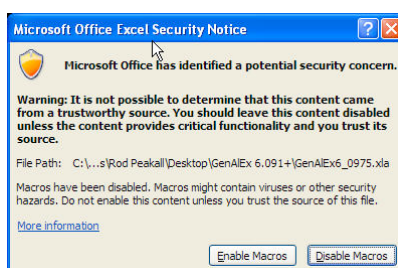 Microsoft Office Excel Security Notice
Microsoft Office has identified a potential security concern.
Warning: It is not possible to determine that this content came
from a trustworthy source. You should leave this content disabled
unless the content provides critical functionality and you trust its
source.
File Path: C:\...s\Rod Peakall\Desktop\GenAlEx 6.091+\GenAlEx6_0975.xla
Macros have been disabled. Macros might contain viruses or other security
hazards. Do not enable this content unless you trust the source of this file.
More information
Enable Macros Disable Macros